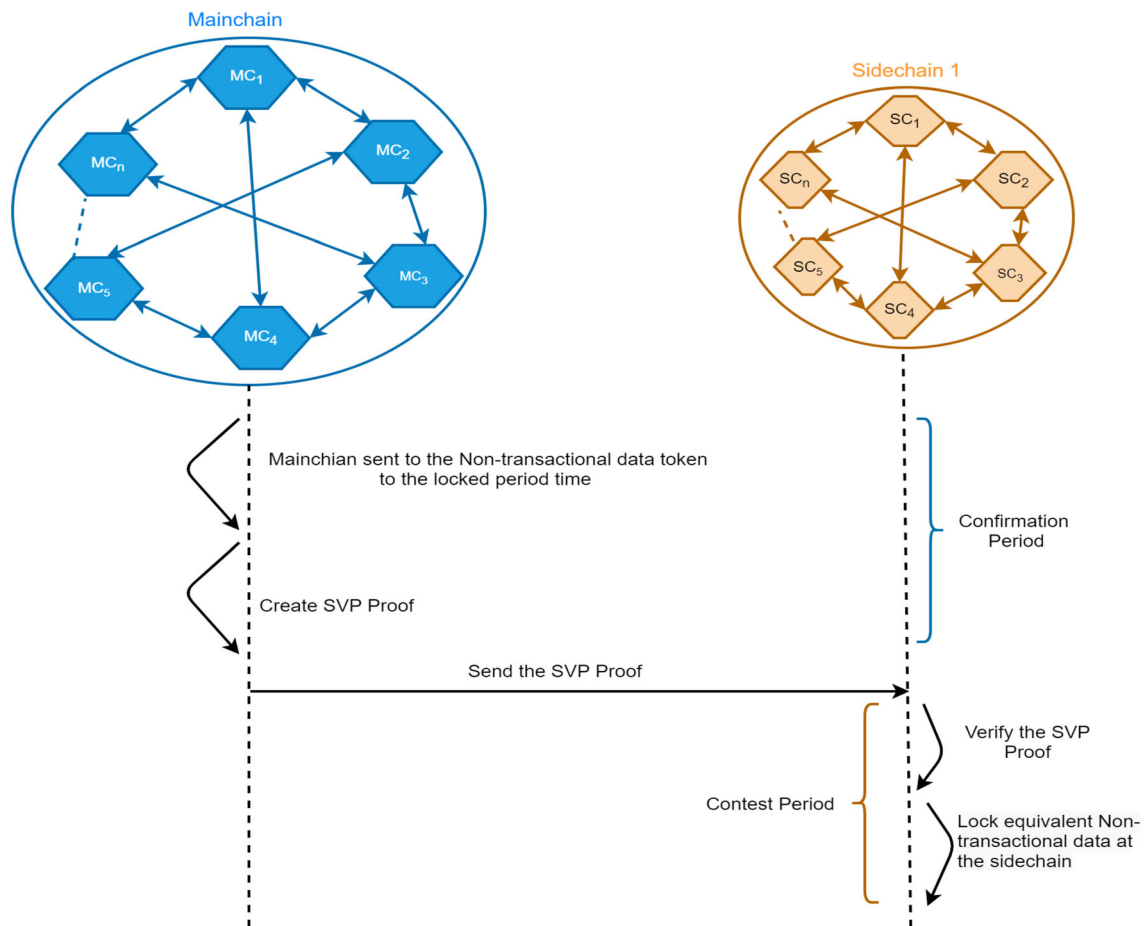 Mainchain
MC1
MC2
MCn
MC3
MC5
MC4
Sidechain 1
SC1
SC2
SCn
SC3
SC5
SC4
Mainchian sent to the Non-transactional data token
to the locked period time
Confirmation
Period
Create SVP Proof
Send the SVP Proof
Verify the SVP
Proof
Contest Period
Lock equivalent Non-
transactional data at
the sidechain